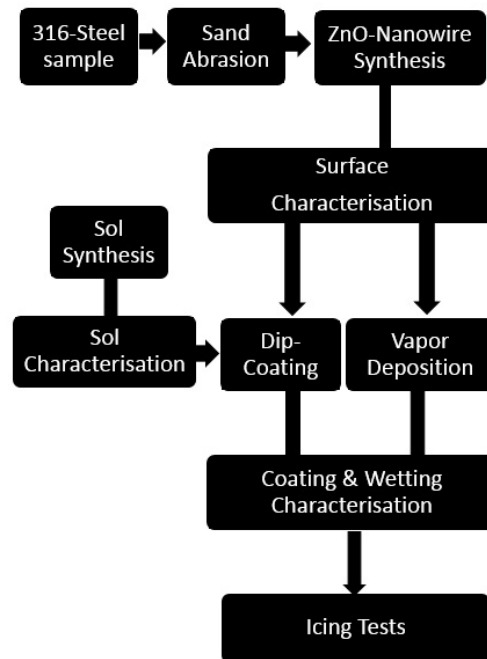 316-Steel
sample
Sand
Abrasion
ZnO-Nanowire
Synthesis
Surface
Characterisation
Sol
Synthesis
Sol
Characterisation
Dip-
Coating
Vapor
Deposition
Coating & Wetting
Characterisation
Icing Tests